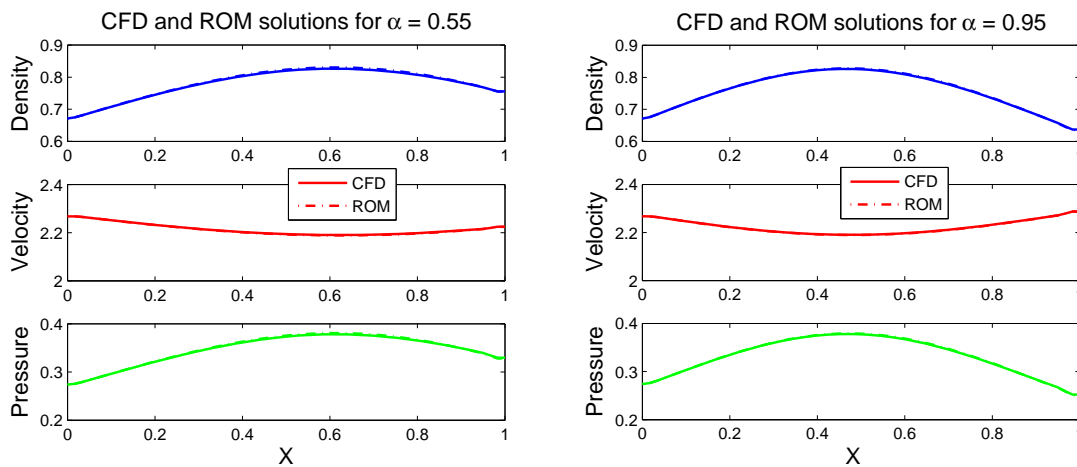 CFD and ROM solutions for α = 0.55
0.9
0.8
0.7
0.6
Density
0 0.2 0.4 0.6 0.8 1
2.4
2.2
2
Velocity
CFD
ROM
0 0.2 0.4 0.6 0.8 1
0.4
0.3
0.2
Pressure
0 0.2 0.4 0.6 0.8 1
X
CFD and ROM solutions for α = 0.95
0.9
0.8
0.7
0.6
Density
0 0.2 0.4 0.6 0.8 1
2.4
2.2
2
Velocity
CFD
ROM
0 0.2 0.4 0.6 0.8 1
0.4
0.3
0.2
Pressure
0 0.2 0.4 0.6 0.8 1
X